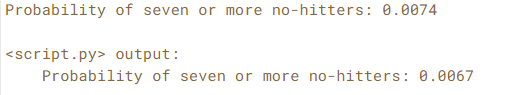 Probability of seven or more no-hitters: 0.0074
<script.py> output:
Probability of seven or more no-hitters: 0.0067